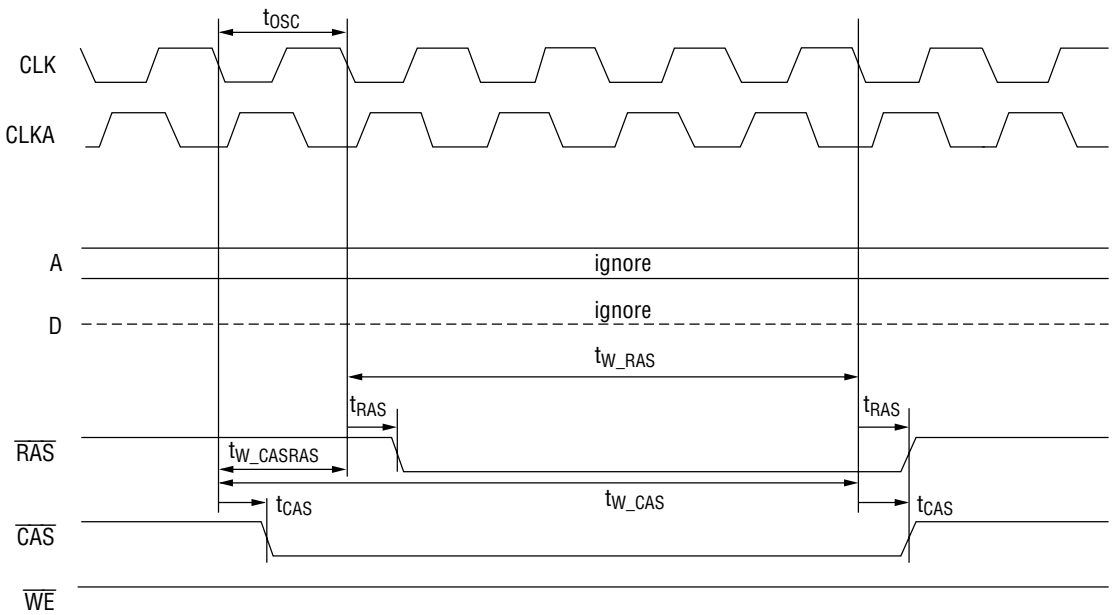 tOSC
CLK
CLKA
A
ignore
D
ignore
tW_RAS
tRAS
tRAS
RAS
tW_CASRAS
tW_CAS
tCAS
tCAS
CAS
WE